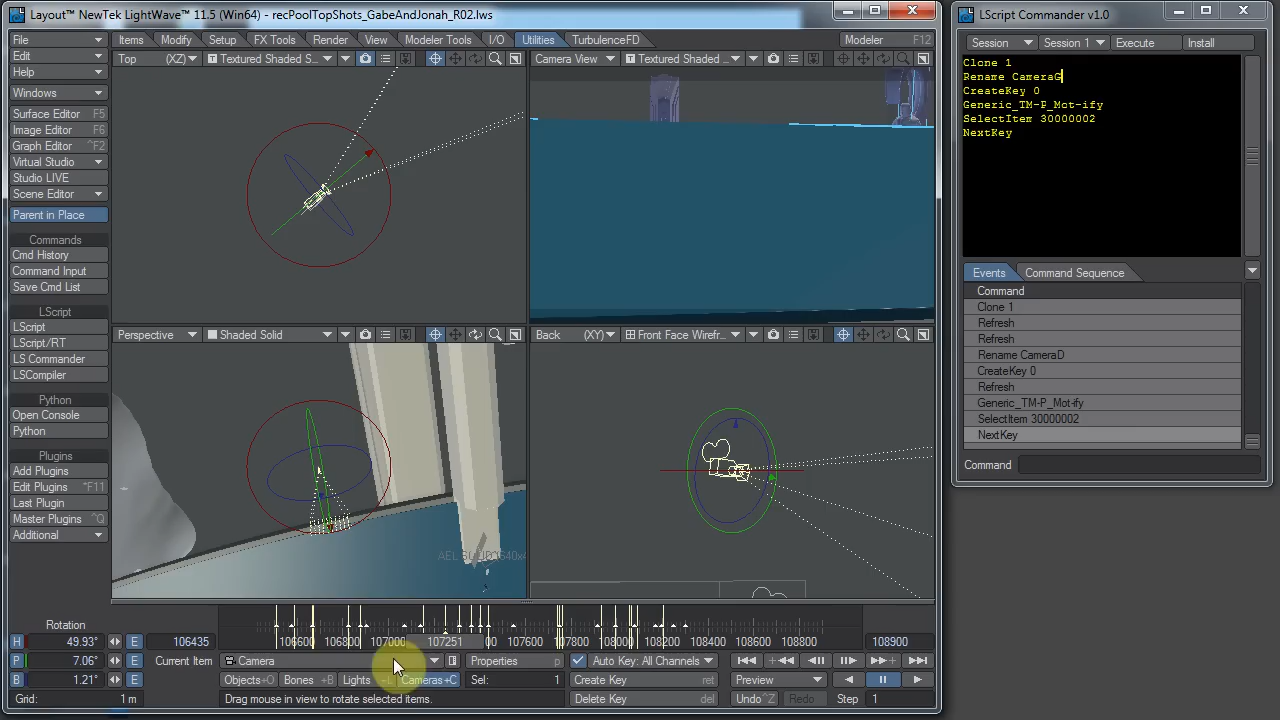 Layout™ NewTek LightWave™ 11.5 (Win64) - recPoolTopShots_GabeAndJonah_R02.lws
File
Edit
Help
Windows
Surface Editor F5
Image Editor F6
Graph Editor ^F2
Virtual Studio
Studio LIVE
Scene Editor
Parent in Place
Commands
Cmd History
Command Input
Save Cmd List
LScript
LScript
LScript/RT
LS Commander
LSCompiler
Python
Open Console
Python
Plugins
Add Plugins
Edit Plugins ^F11
Last Plugin
Master Plugins ^Q
Additional
Items Modify Setup FX Tools Render View Modeler Tools I/O Utilities TurbulenceFD Modeler F12
Top (XZ) Textured Shaded S...
Camera View Textured Shaded ...
Perspective Shaded Solid
Back (XY) Front Face Wirefr...
106600 106800 107000 107251 00 107600 107800 108000 108200 108400 108600 108800
Rotation
H 49.93° E 106435 108900
P 7.06° E Current Item Camera Properties p Auto Key: All Channels
B 1.21° E Objects+O Bones +B Lights Cameras+C Sel: 1 Create Key ret Preview
Grid: 1 m Drag mouse in view to rotate selected items. Delete Key del Undo^Z Redo Step 1
LScript Commander v1.0
Session Session 1 Execute Install
Clone 1
Rename CameraG
CreateKey 0
Generic_TM-P_Mot-ify
SelectItem 30000002
NextKey
Events Command Sequence
Command
Clone 1
Refresh
Refresh
Rename CameraD
CreateKey 0
Refresh
Generic_TM-P_Mot-ify
SelectItem 30000002
NextKey
Command